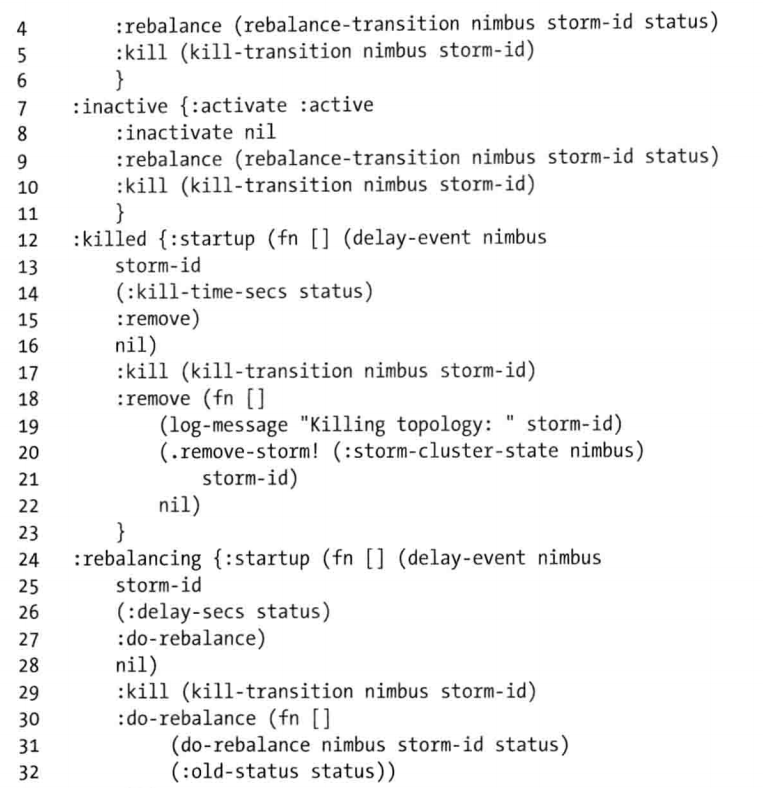 4 :rebalance (rebalance-transition nimbus storm-id status)
5 :kill (kill-transition nimbus storm-id)
6 }
7 :inactive {:activate :active
8 :inactivate nil
9 :rebalance (rebalance-transition nimbus storm-id status)
10 :kill (kill-transition nimbus storm-id)
11 }
12 :killed {:startup (fn [] (delay-event nimbus
13 storm-id
14 (:kill-time-secs status)
15 :remove)
16 nil)
17 :kill (kill-transition nimbus storm-id)
18 :remove (fn []
19 (log-message "Killing topology: " storm-id)
20 (.remove-storm! (:storm-cluster-state nimbus)
21 storm-id)
22 nil)
23 }
24 :rebalancing {:startup (fn [] (delay-event nimbus
25 storm-id
26 (:delay-secs status)
27 :do-rebalance)
28 nil)
29 :kill (kill-transition nimbus storm-id)
30 :do-rebalance (fn []
31 (do-rebalance nimbus storm-id status)
32 (:old-status status))